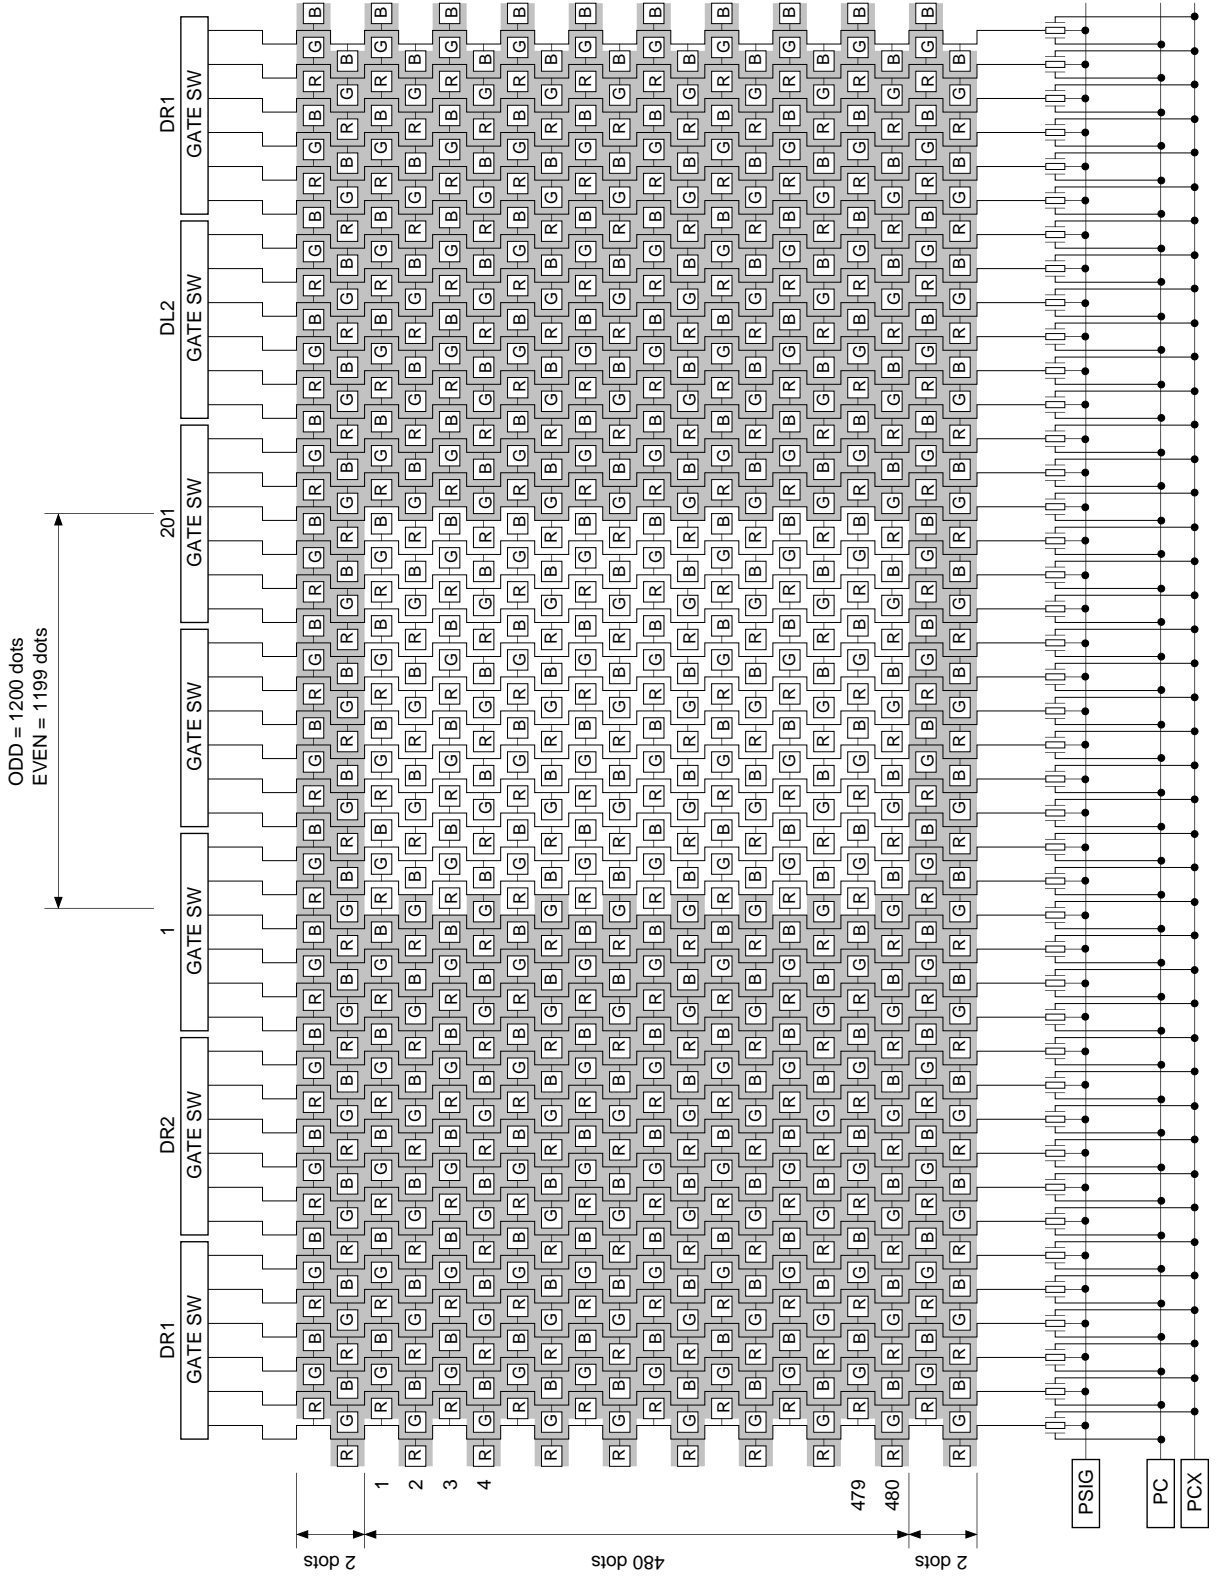 ODD = 1200 dots
EVEN = 1199 dots
DR1 DR2 1 201 DL2 DR1
GATE SW GATE SW GATE SW GATE SW GATE SW GATE SW GATE SW
2 dots
R G B R G B R G B R G B R G B R G B R G B R G B R G B R G B R G B R G B R G B R G B
R G B R G B R G B R G B R G B R G B R G B R G B R G B R G B R G B R G B R G B R G B
480 dots
1 R G B R G B R G B R G B R G B R G B R G B R G B R G B R G B R G B R G B R G B R G B
2 R G B R G B R G B R G B R G B R G B R G B R G B R G B R G B R G B R G B R G B R G B
3 R G B R G B R G B R G B R G B R G B R G B R G B R G B R G B R G B R G B R G B R G B
4 R G B R G B R G B R G B R G B R G B R G B R G B R G B R G B R G B R G B R G B R G B
R G B R G B R G B R G B R G B R G B R G B R G B R G B R G B R G B R G B R G B R G B
R G B R G B R G B R G B R G B R G B R G B R G B R G B R G B R G B R G B R G B R G B
R G B R G B R G B R G B R G B R G B R G B R G B R G B R G B R G B R G B R G B R G B
R G B R G B R G B R G B R G B R G B R G B R G B R G B R G B R G B R G B R G B R G B
R G B R G B R G B R G B R G B R G B R G B R G B R G B R G B R G B R G B R G B R G B
R G B R G B R G B R G B R G B R G B R G B R G B R G B R G B R G B R G B R G B R G B
R G B R G B R G B R G B R G B R G B R G B R G B R G B R G B R G B R G B R G B R G B
R G B R G B R G B R G B R G B R G B R G B R G B R G B R G B R G B R G B R G B R G B
R G B R G B R G B R G B R G B R G B R G B R G B R G B R G B R G B R G B R G B R G B
R G B R G B R G B R G B R G B R G B R G B R G B R G B R G B R G B R G B R G B R G B
479 R G B R G B R G B R G B R G B R G B R G B R G B R G B R G B R G B R G B R G B R G B
480 R G B R G B R G B R G B R G B R G B R G B R G B R G B R G B R G B R G B R G B R G B
2 dots
R G B R G B R G B R G B R G B R G B R G B R G B R G B R G B R G B R G B R G B R G B
R G B R G B R G B R G B R G B R G B R G B R G B R G B R G B R G B R G B R G B R G B
PSIG
PC
PCX